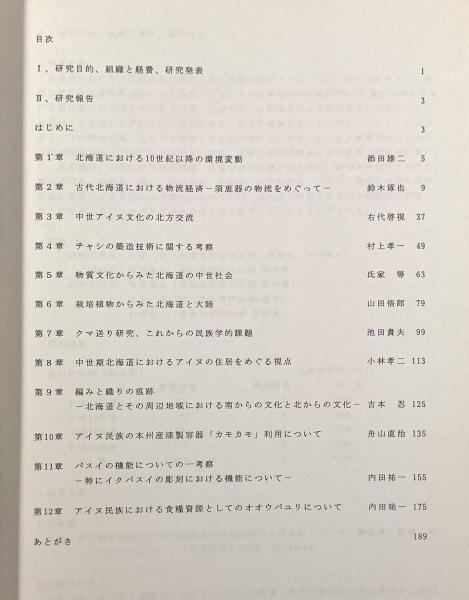 目次
Ⅰ、研究目的、組織と経費、研究発表 1
Ⅱ、研究報告 3
はじめに 3
第1章 北海道における10世紀以降の環境変動 添田雄二 5
第2章 古代北海道における物流経済－須恵器の物流をめぐって－ 鈴木琢也 9
第3章 中世アイヌ文化の北方交流 右代啓視 37
第4章 チャシの築造技術に関する考察 村上孝一 49
第5章 物質文化からみた北海道の中世社会 氏家 等 63
第6章 栽培植物からみた北海道と大陸 山田悟郎 79
第7章 クマ送り研究、これからの民族学的課題 池田貴夫 99
第8章 中世期北海道におけるアイヌの住居をめぐる視点 小林孝二 113
第9章 編みと織りの痕跡
－北海道とその周辺地域における南からの文化と北からの文化－ 吉本 忍 125
第10章 アイヌ民族の本州産漆製容器「カモカモ」利用について 舟山直治 135
第11章 パスイの機能についての一考察
－特にイクパスイの彫刻における機能について－ 内田祐一 155
第12章 アイヌ民族における食糧資源としてのオオウバユリについて 内田祐一 175
あとがき 189